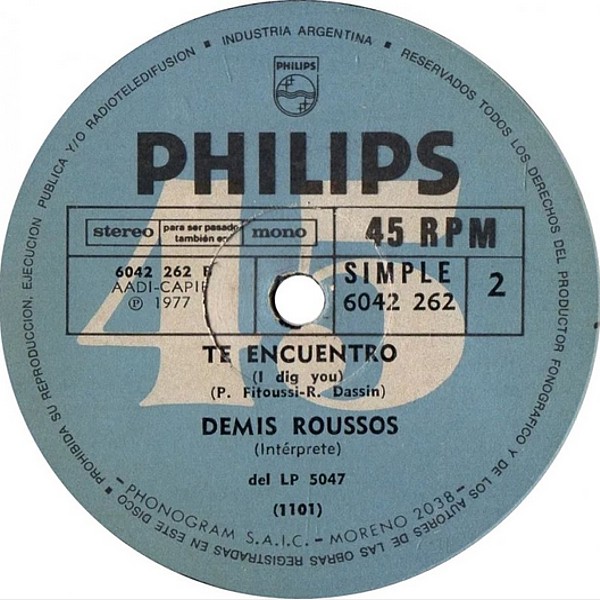 PROHIBIDA SU REPRODUCCION, EJECUCION PUBLICA Y/O RADIOTELEDIFUSION ▪ INDUSTRIA ARGENTINA ▪ RESERVADOS TODOS LOS DERECHOS DEL PRODUCTOR FONOGRAFICO Y DE LOS AUTORES DE LAS OBRAS REGISTRADAS EN ESTE DISCO ▪
PHILIPS
PHILIPS
45
stereo
para ser pasado
también en
mono
45 RPM
6042 262 B
AADI-CAPIF
℗ 1977
SIMPLE
6042 262
2
TE ENCUENTRO
(I dig you)
(P. Fitoussi-R. Dassin)
DEMIS ROUSSOS
(Intérprete)
del LP 5047
(1101)
-PHONOGRAM S.A.I.C.- MORENO 2038-